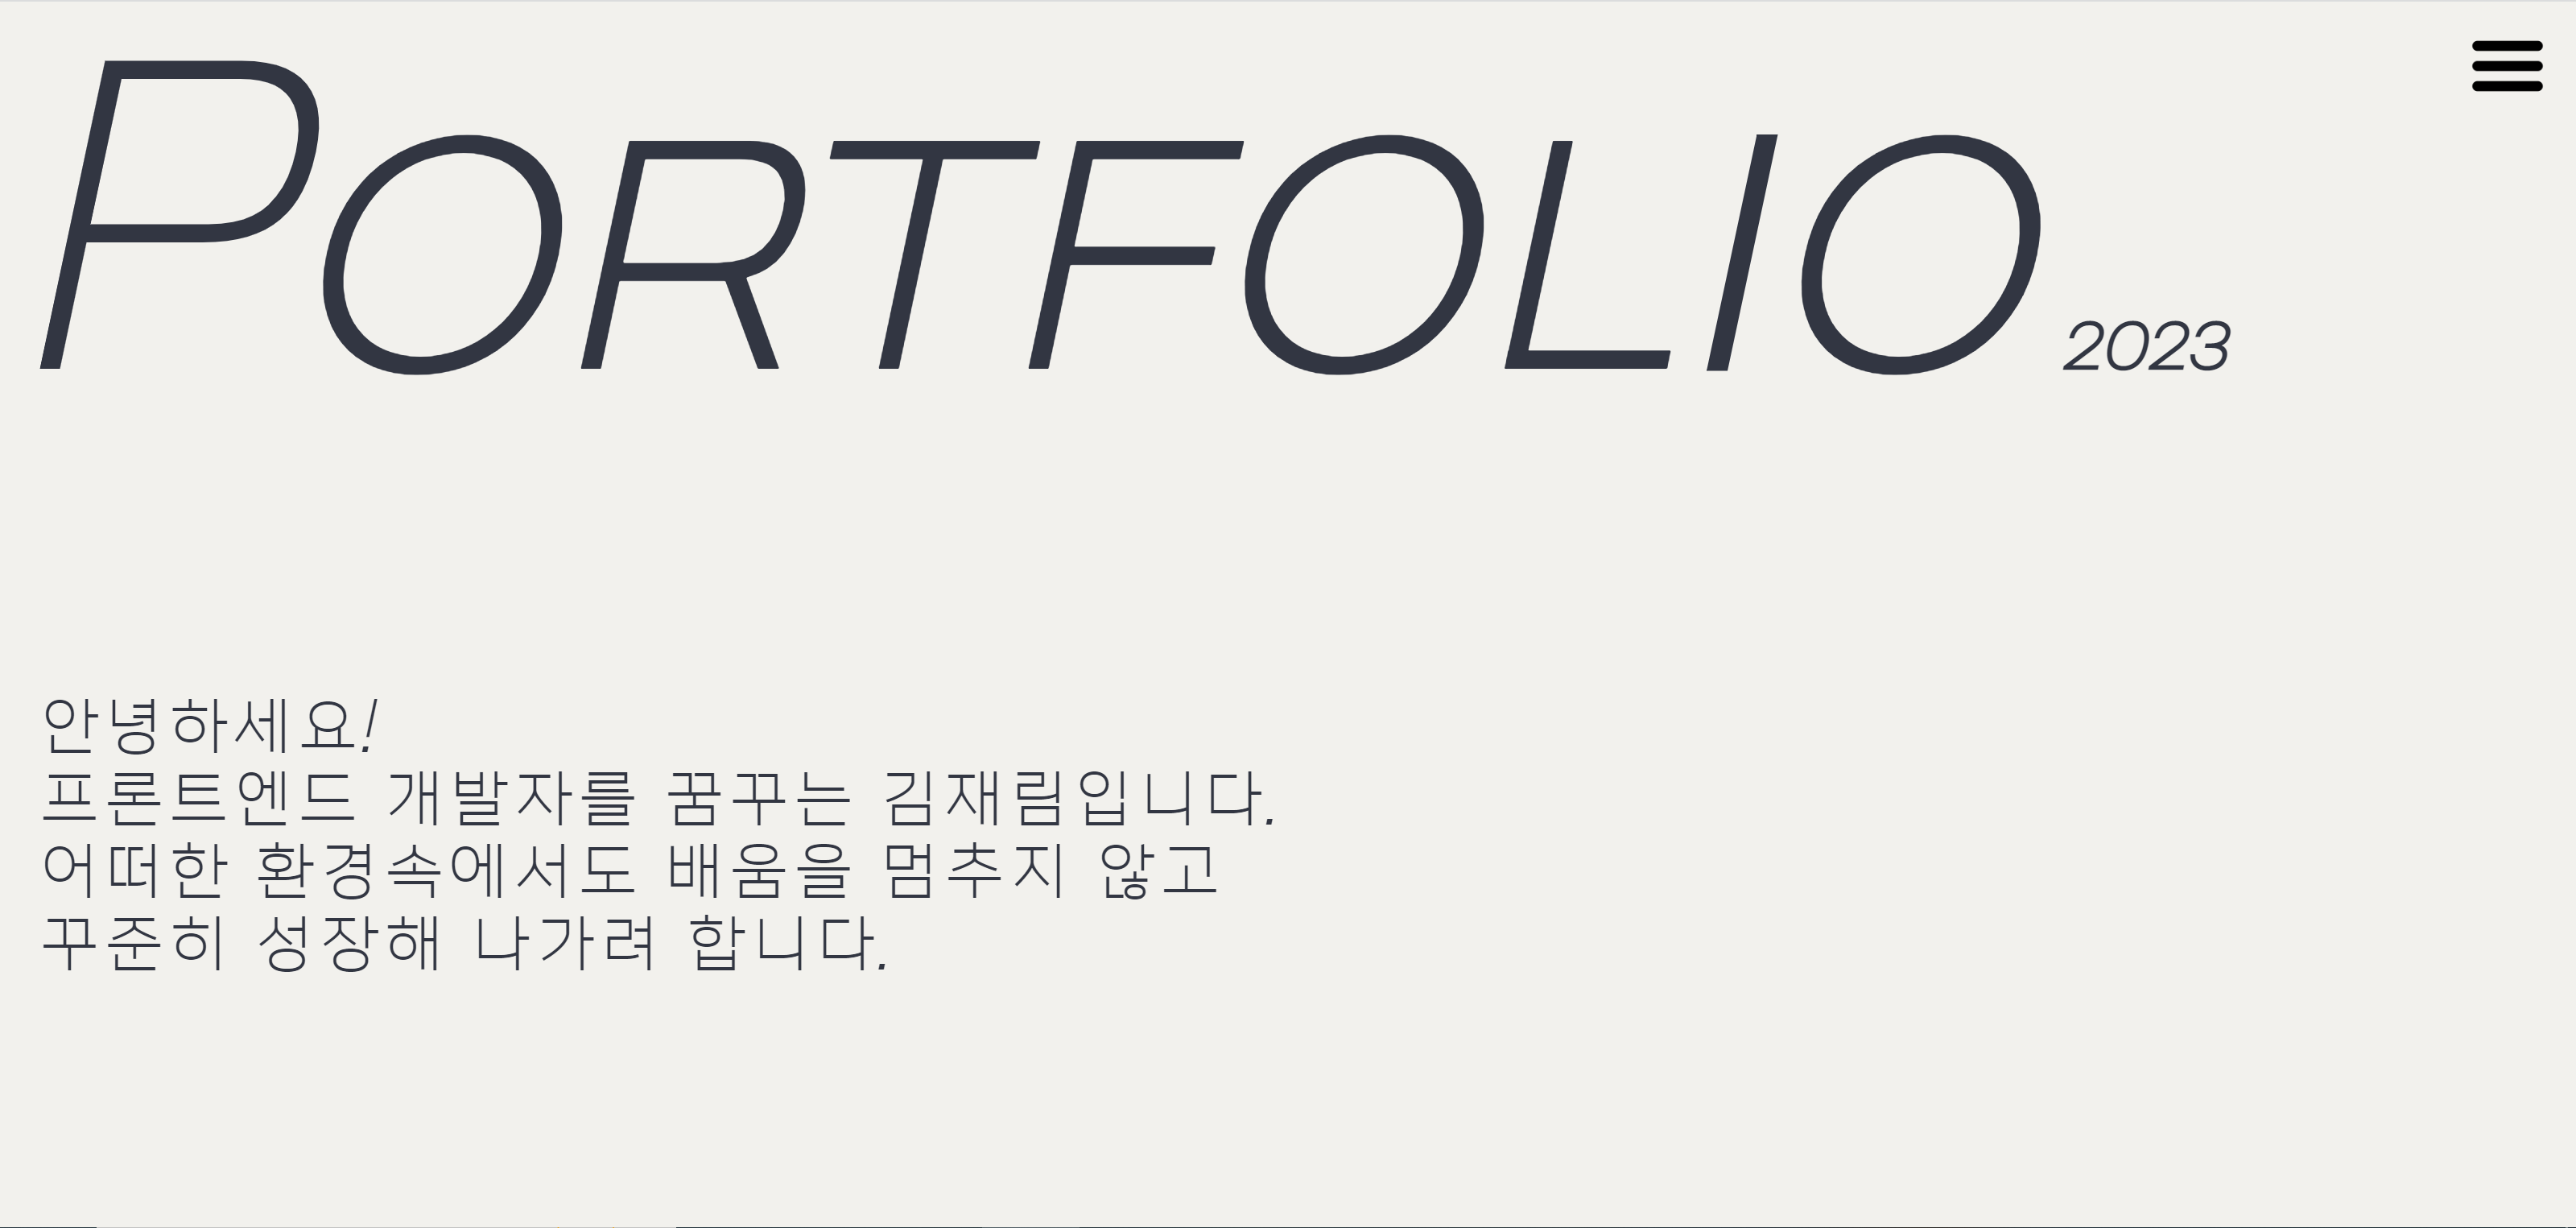 PORTFOLIO 2023
안녕하세요!
프론트엔드 개발자를 꿈꾸는 김재림입니다.
어떠한 환경속에서도 배움을 멈추지 않고
꾸준히 성장해 나가려 합니다.